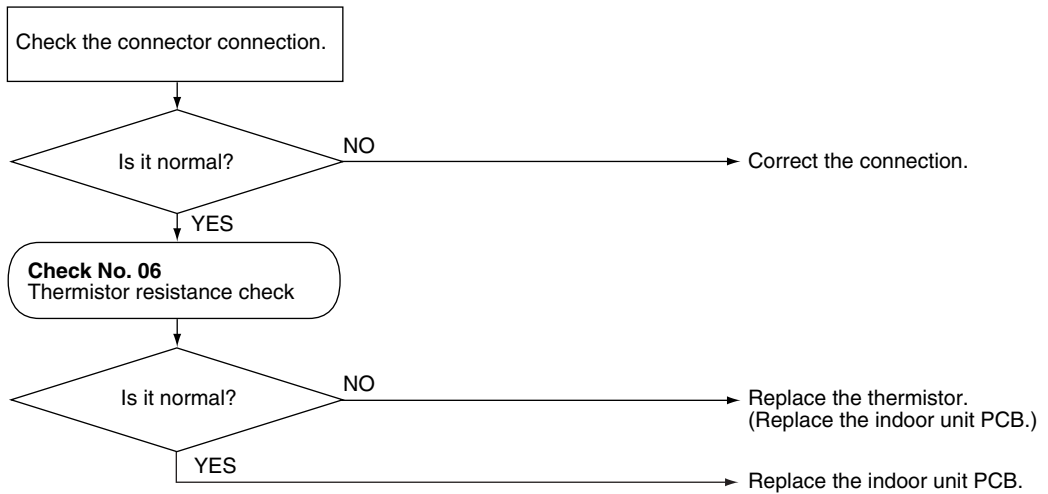 Check the connector connection.
Is it normal?
NO
Correct the connection.
YES
Check No. 06
Thermistor resistance check
Is it normal?
NO
Replace the thermistor.
(Replace the indoor unit PCB.)
YES
Replace the indoor unit PCB.